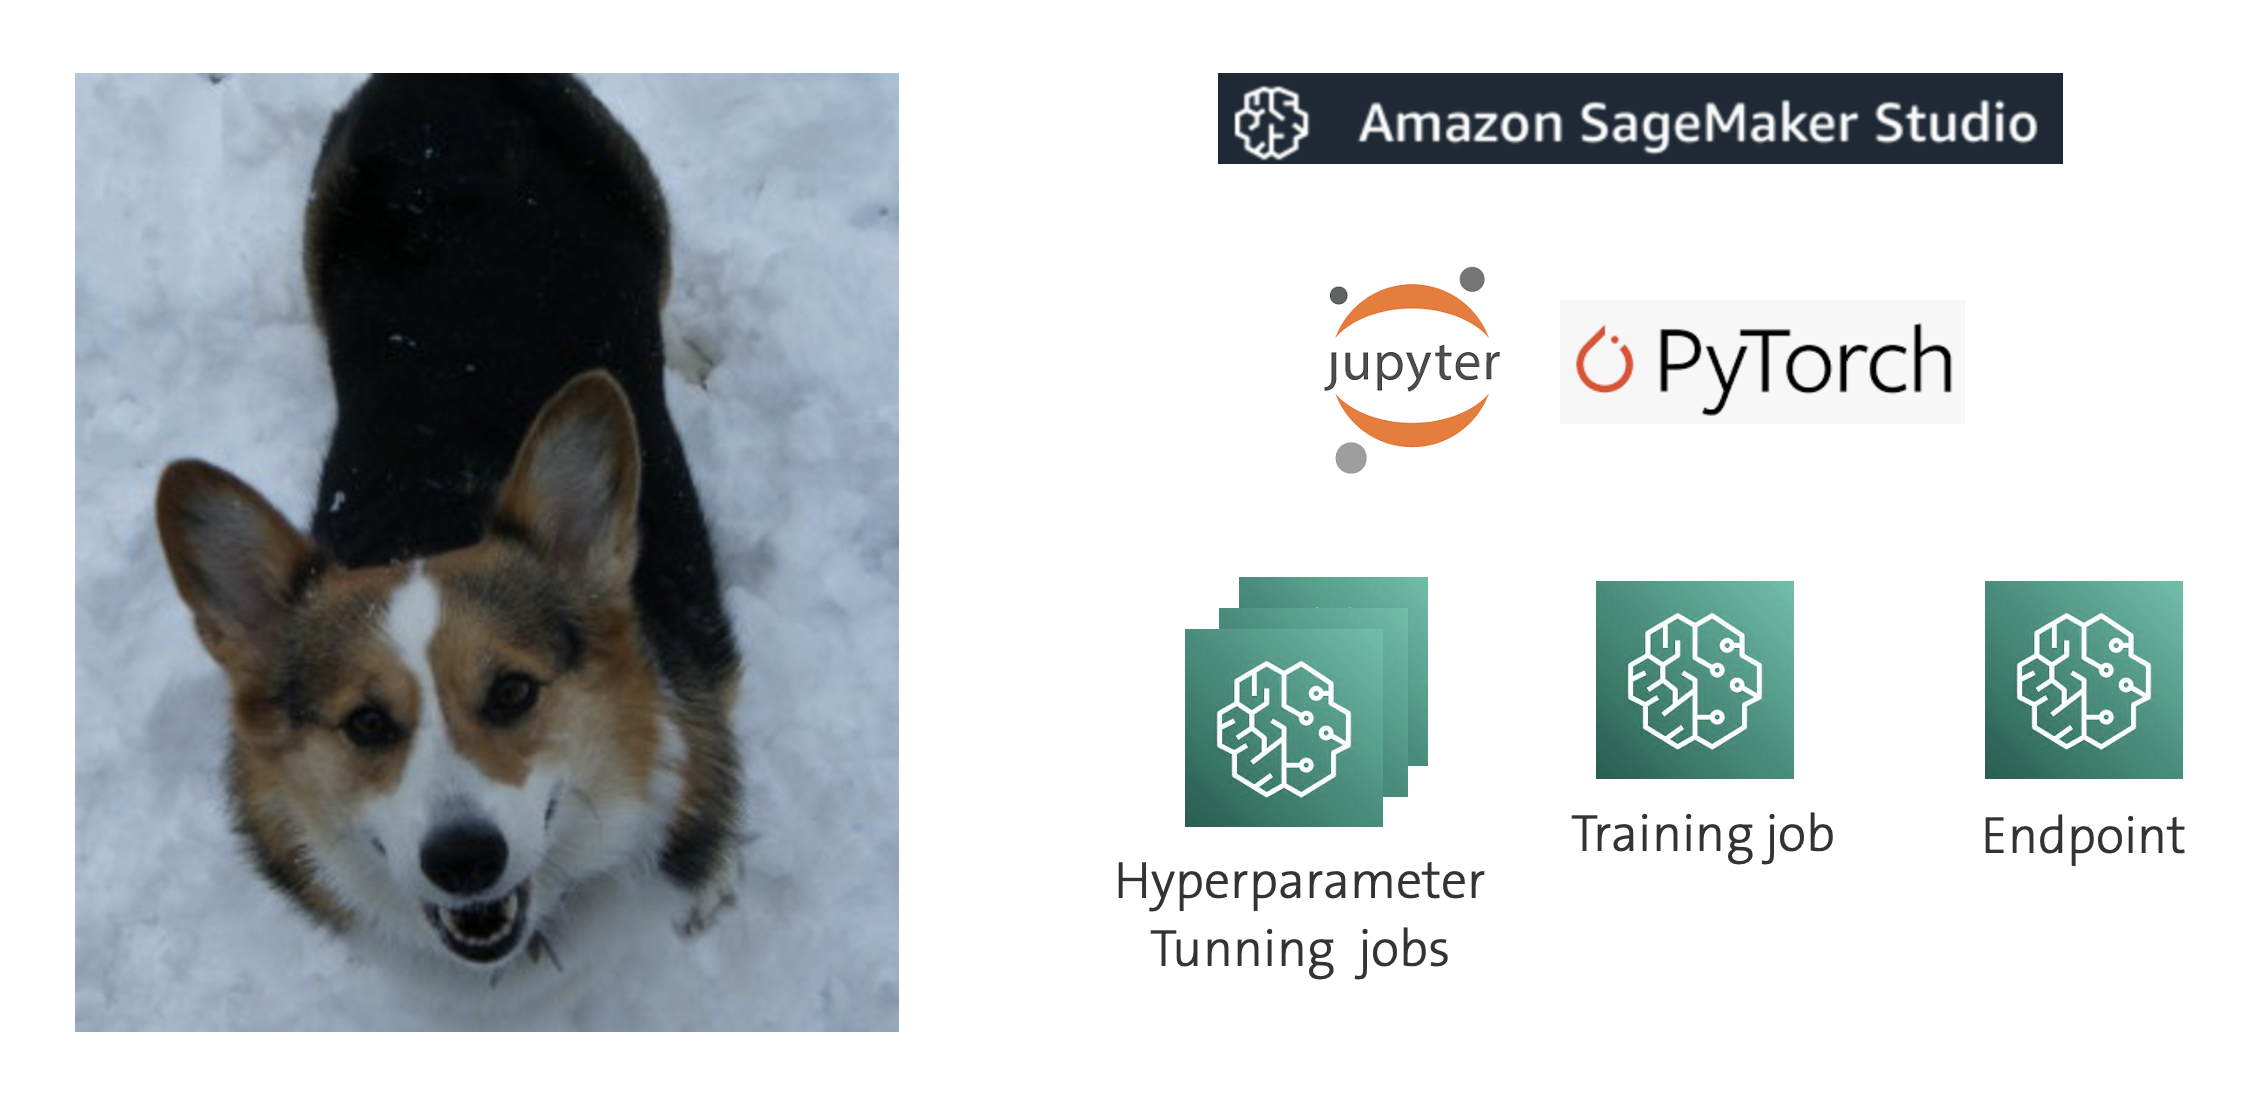 Amazon SageMaker Studio
jupyter
PyTorch
Hyperparameter
Tunning jobs
Training job
Endpoint